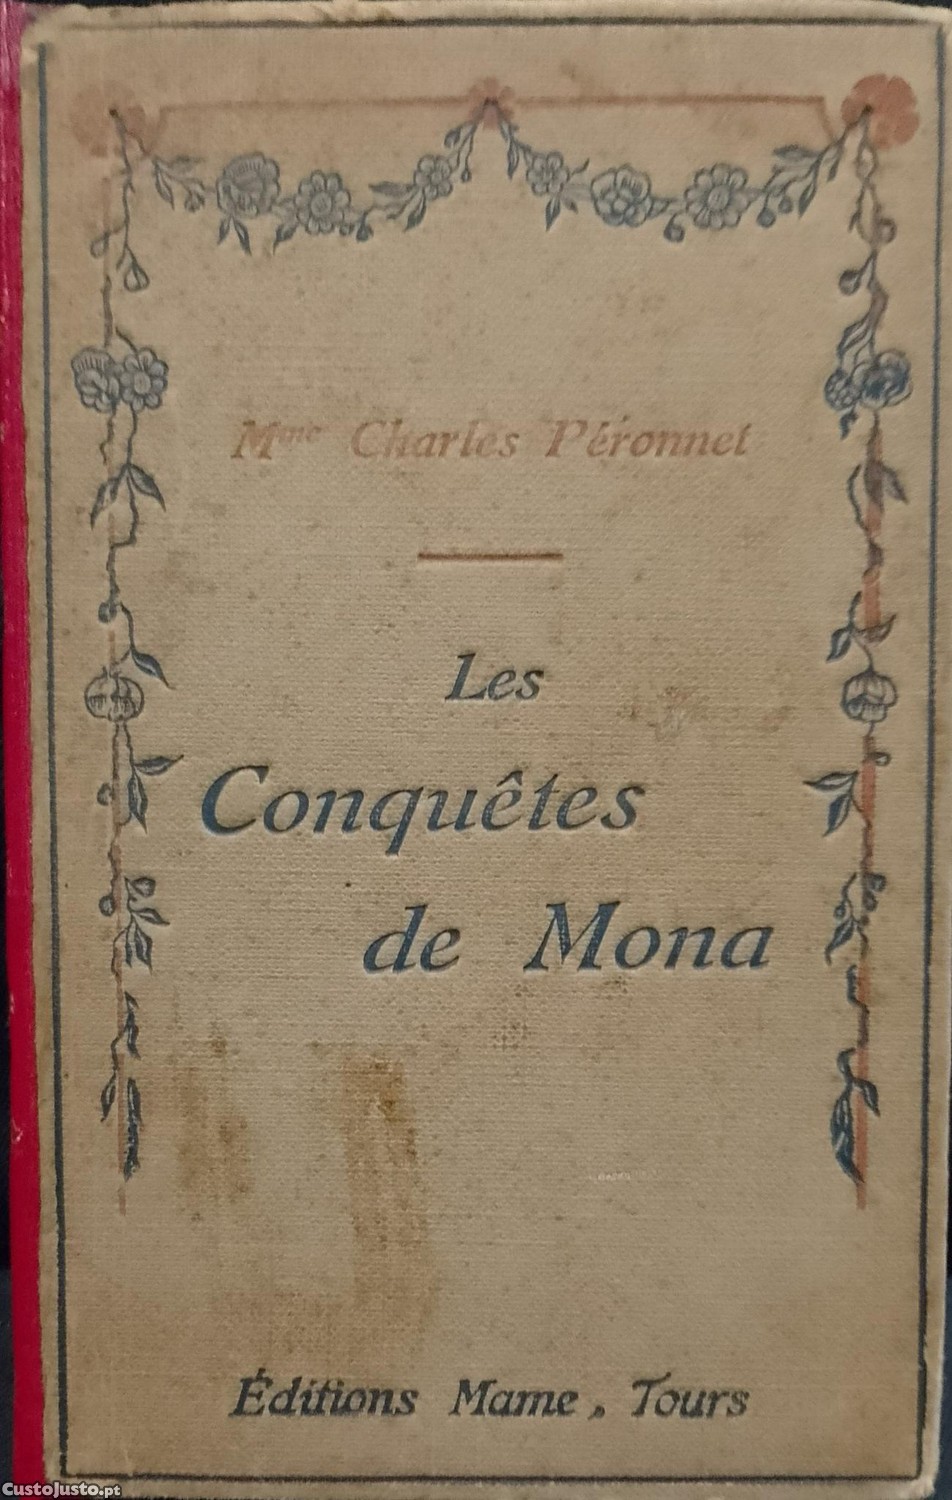 Mme Charles Péronnet
Les
Conquêtes
de Mona
Éditions Mame, Tours
CustoJusto.pt